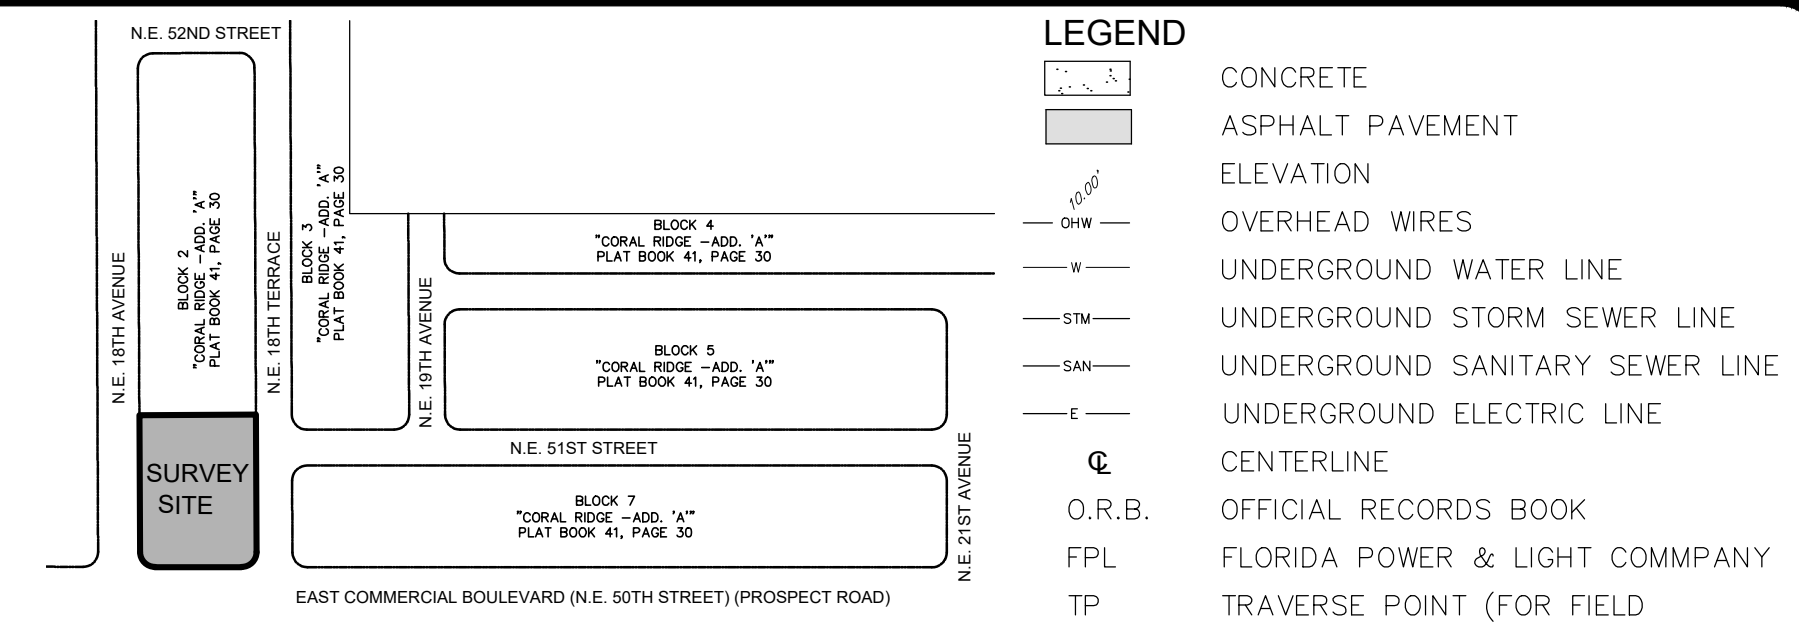 N.E. 52ND STREET
BLOCK 2
"CORAL RIDGE -ADD. 'A'"
PLAT BOOK 41, PAGE 30
N.E. 18TH AVENUE
N.E. 18TH TERRACE
BLOCK 3
"CORAL RIDGE -ADD. 'A'"
PLAT BOOK 41, PAGE 30
BLOCK 4
"CORAL RIDGE -ADD. 'A'"
PLAT BOOK 41, PAGE 30
N.E. 19TH AVENUE
BLOCK 5
"CORAL RIDGE -ADD. 'A'"
PLAT BOOK 41, PAGE 30
SURVEY
SITE
N.E. 51ST STREET
BLOCK 7
"CORAL RIDGE -ADD. 'A'"
PLAT BOOK 41, PAGE 30
N.E. 21ST AVENUE
EAST COMMERCIAL BOULEVARD (N.E. 50TH STREET) (PROSPECT ROAD)
LEGEND
CONCRETE
ASPHALT PAVEMENT
10.00' ELEVATION
OHW OVERHEAD WIRES
W UNDERGROUND WATER LINE
STM UNDERGROUND STORM SEWER LINE
SAN UNDERGROUND SANITARY SEWER LINE
E UNDERGROUND ELECTRIC LINE
℄ CENTERLINE
O.R.B. OFFICIAL RECORDS BOOK
FPL FLORIDA POWER & LIGHT COMMPANY
TP TRAVERSE POINT (FOR FIELD